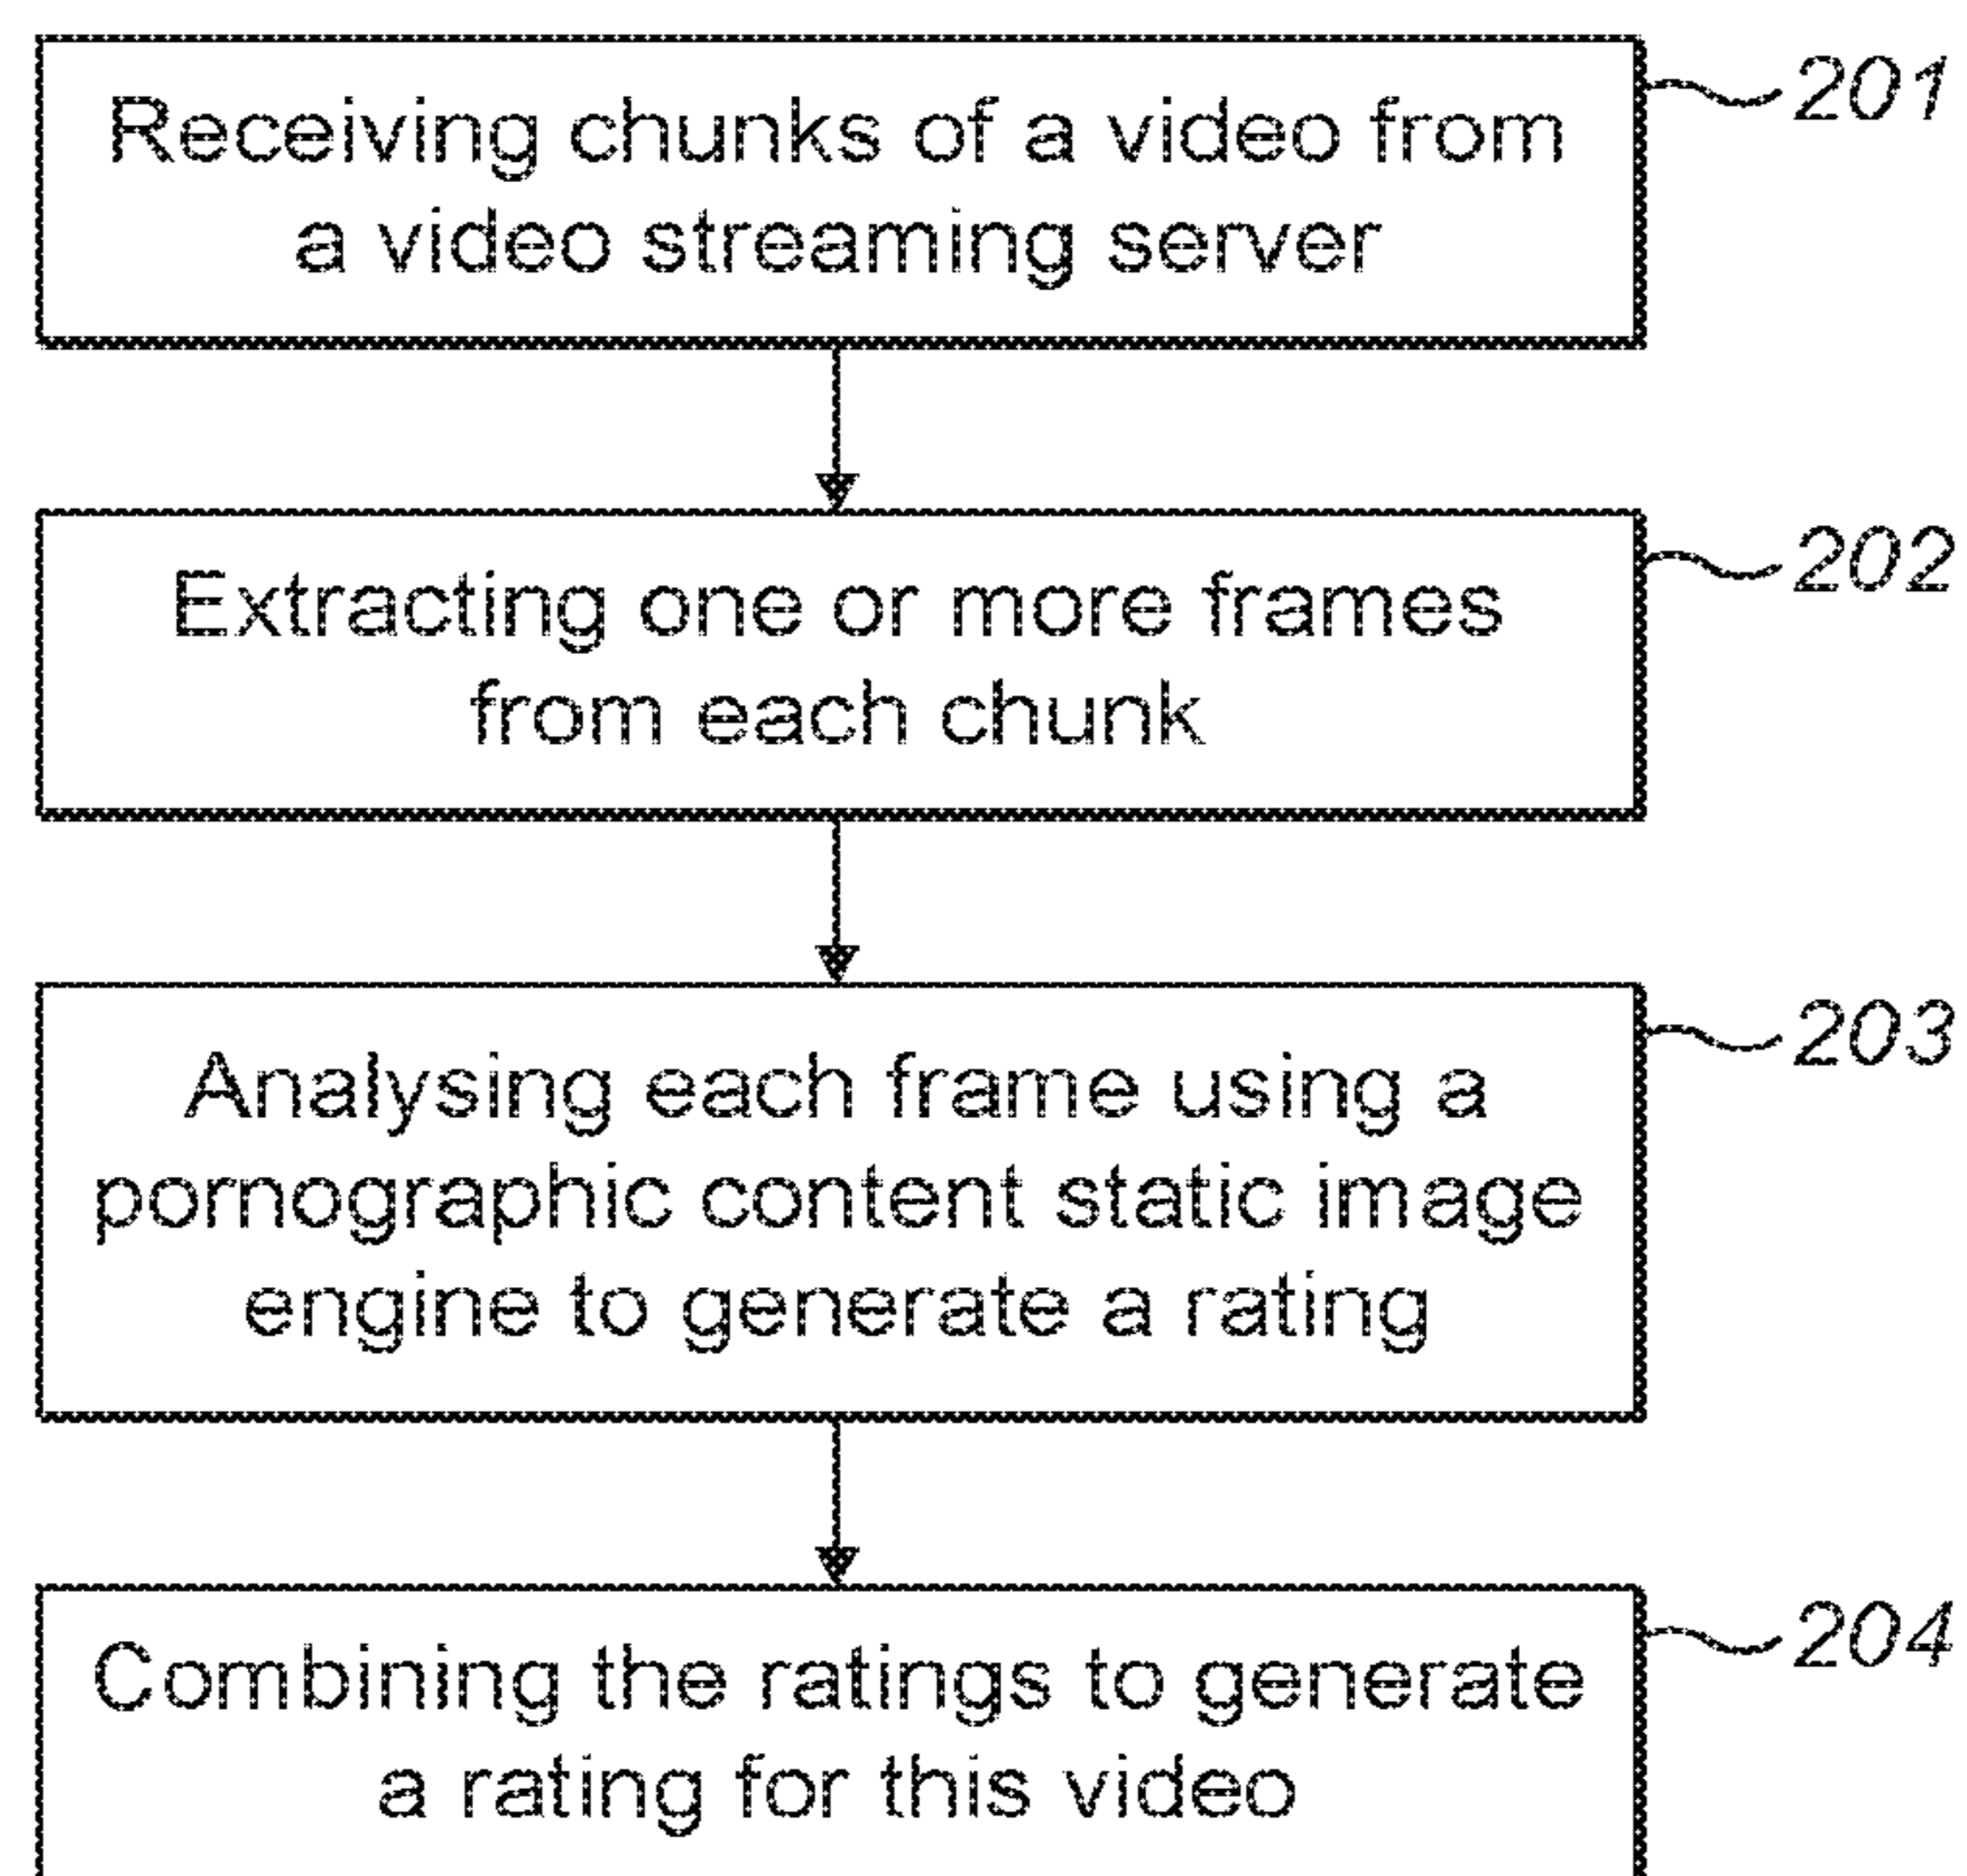 Receiving chunks of a video from
a video streaming server
201
Extracting one or more frames
from each chunk
202
Analysing each frame using a
pornographic content static image
engine to generate a rating
203
Combining the ratings to generate
a rating for this video
204